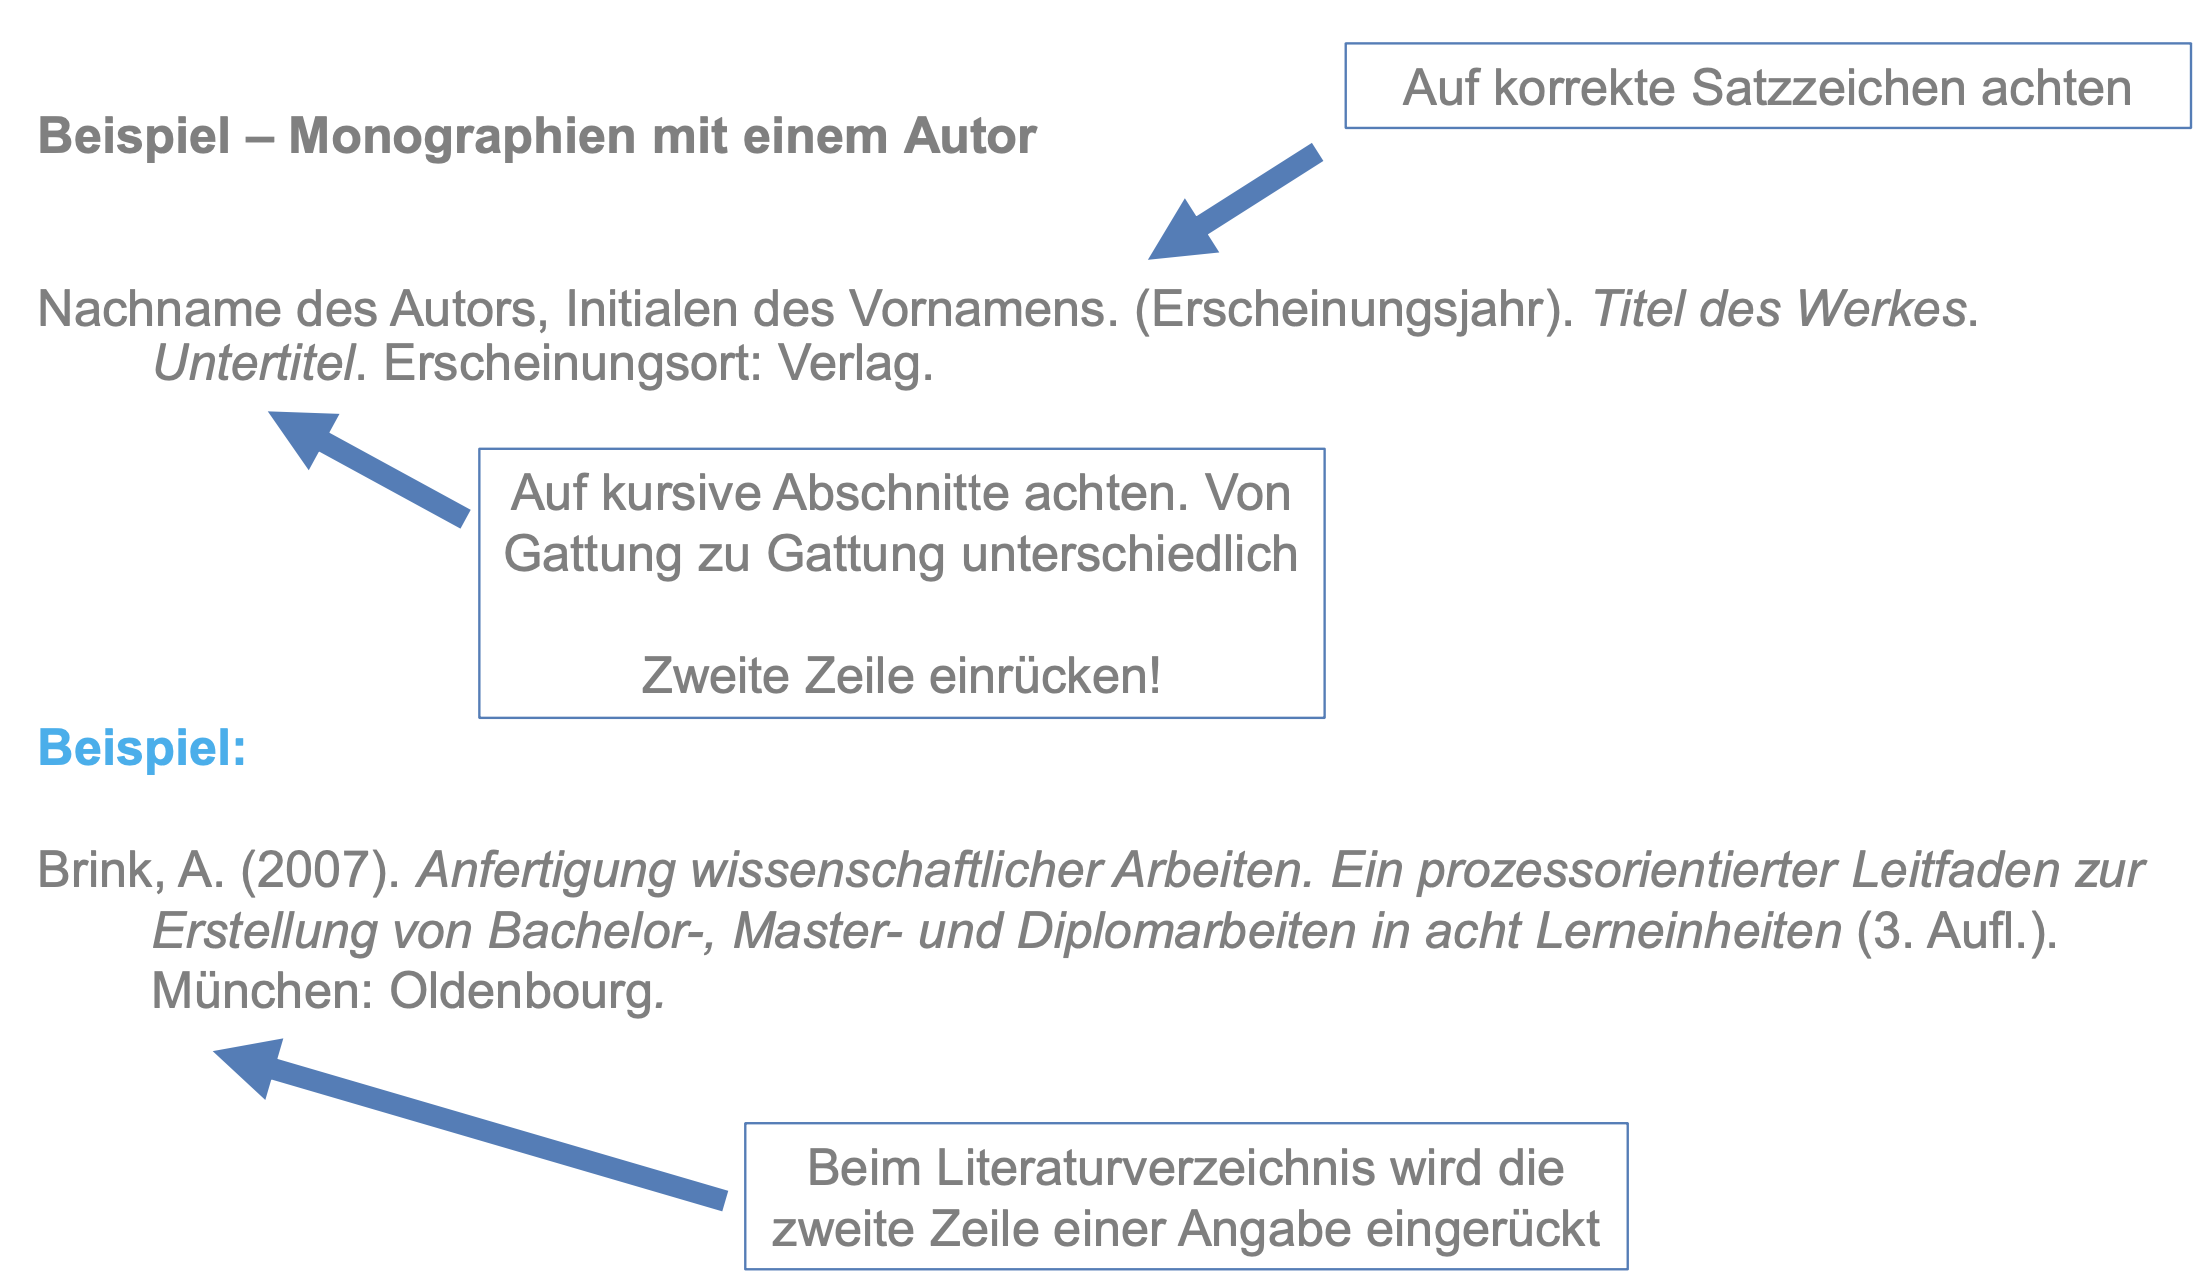 Auf korrekte Satzzeichen achten
Beispiel – Monographien mit einem Autor
Nachname des Autors, Initialen des Vornamens. (Erscheinungsjahr). Titel des Werkes.
Untertitel. Erscheinungsort: Verlag.
Auf kursive Abschnitte achten. Von
Gattung zu Gattung unterschiedlich
Zweite Zeile einrücken!
Beispiel:
Brink, A. (2007). Anfertigung wissenschaftlicher Arbeiten. Ein prozessorientierter Leitfaden zur
Erstellung von Bachelor-, Master- und Diplomarbeiten in acht Lerneinheiten (3. Aufl.).
München: Oldenbourg.
Beim Literaturverzeichnis wird die
zweite Zeile einer Angabe eingerückt